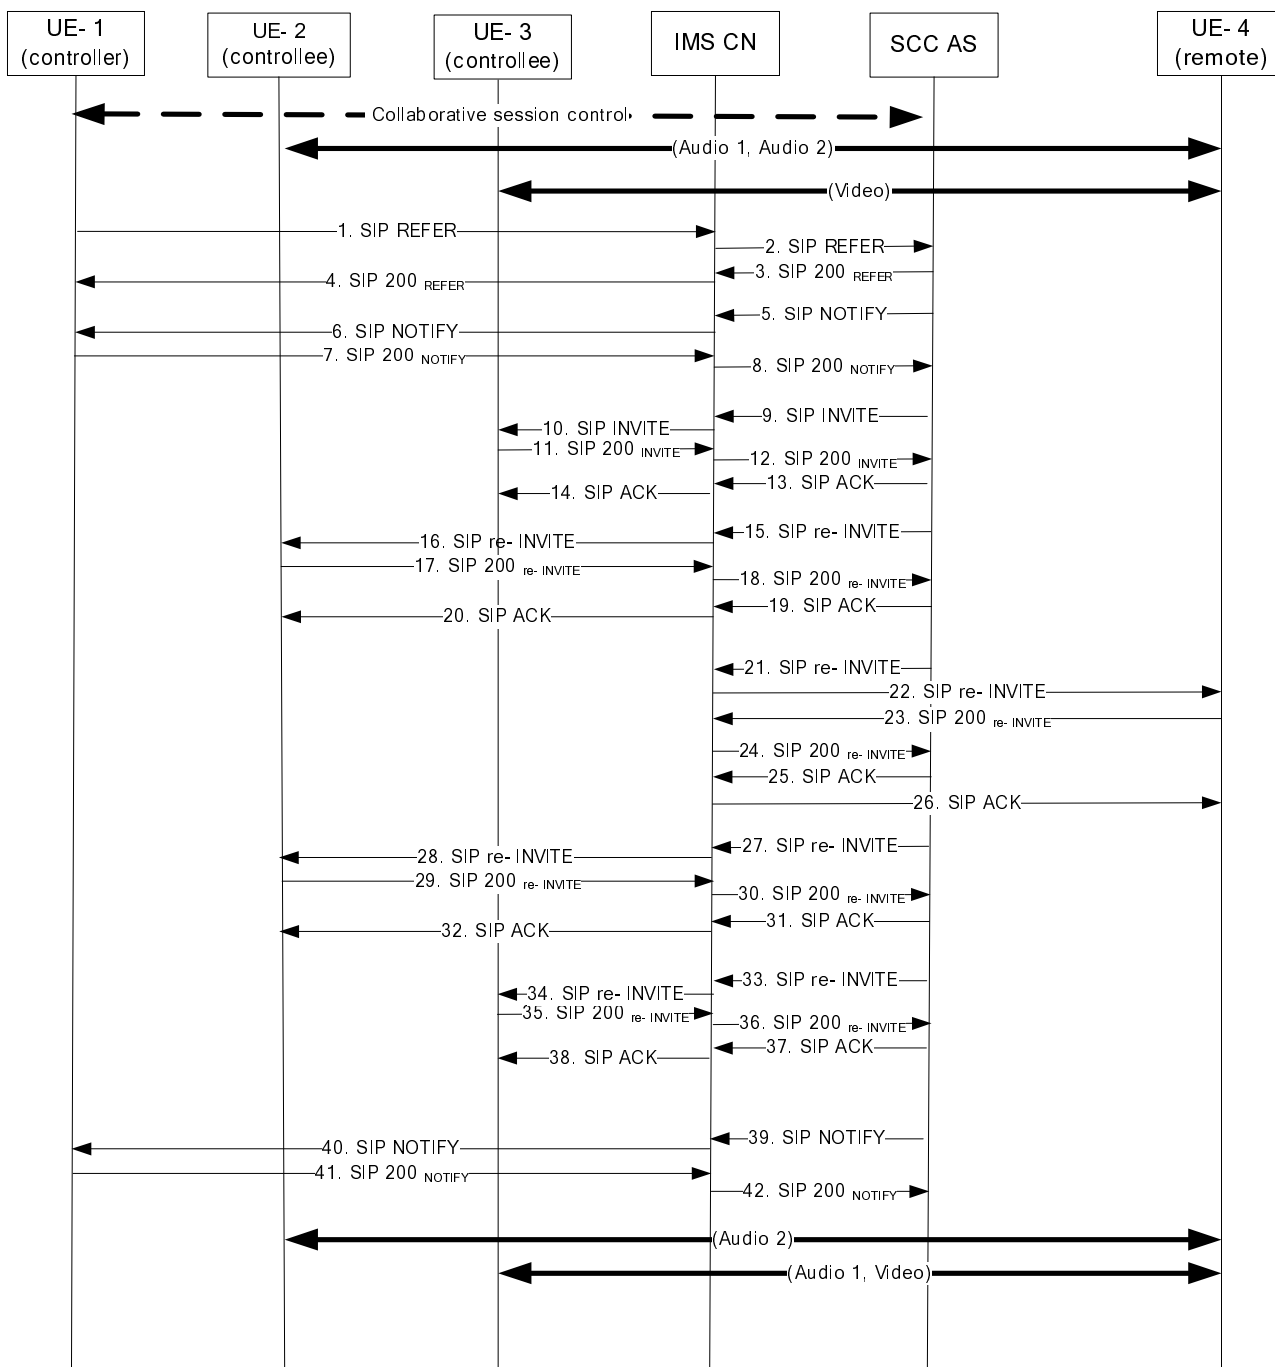 UE- 1
(controller)
UE- 2
(controllee)
UE- 3
(controllee)
IMS CN
SCC AS
UE- 4
(remote)
Collaborative session control
(Audio 1, Audio 2)
(Video)
1. SIP REFER
2. SIP REFER
3. SIP 200 REFER
4. SIP 200 REFER
5. SIP NOTIFY
6. SIP NOTIFY
7. SIP 200 NOTIFY
8. SIP 200 NOTIFY
9. SIP INVITE
10. SIP INVITE
11. SIP 200 INVITE
12. SIP 200 INVITE
13. SIP ACK
14. SIP ACK
15. SIP re- INVITE
16. SIP re- INVITE
17. SIP 200 re- INVITE
18. SIP 200 re- INVITE
19. SIP ACK
20. SIP ACK
21. SIP re- INVITE
22. SIP re- INVITE
23. SIP 200 re- INVITE
24. SIP 200 re- INVITE
25. SIP ACK
26. SIP ACK
27. SIP re- INVITE
28. SIP re- INVITE
29. SIP 200 re- INVITE
30. SIP 200 re- INVITE
31. SIP ACK
32. SIP ACK
33. SIP re- INVITE
34. SIP re- INVITE
35. SIP 200 re- INVITE
36. SIP 200 re- INVITE
37. SIP ACK
38. SIP ACK
39. SIP NOTIFY
40. SIP NOTIFY
41. SIP 200 NOTIFY
42. SIP 200 NOTIFY
(Audio 2)
(Audio 1, Video)